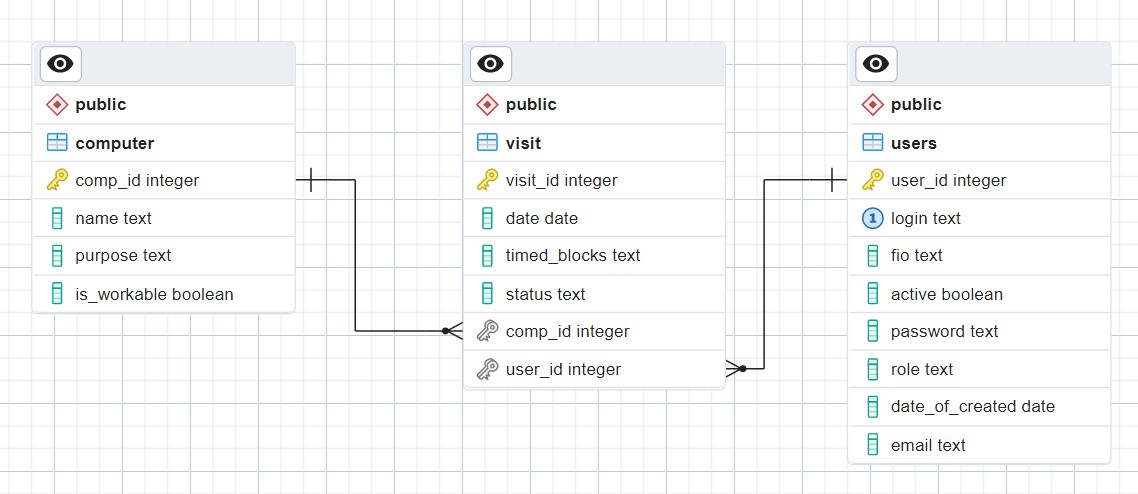 public
computer
comp_id integer
name text
purpose text
is_workable boolean
public
visit
visit_id integer
date date
timed_blocks text
status text
comp_id integer
user_id integer
public
users
user_id integer
1 login text
fio text
active boolean
password text
role text
date_of_created date
email text